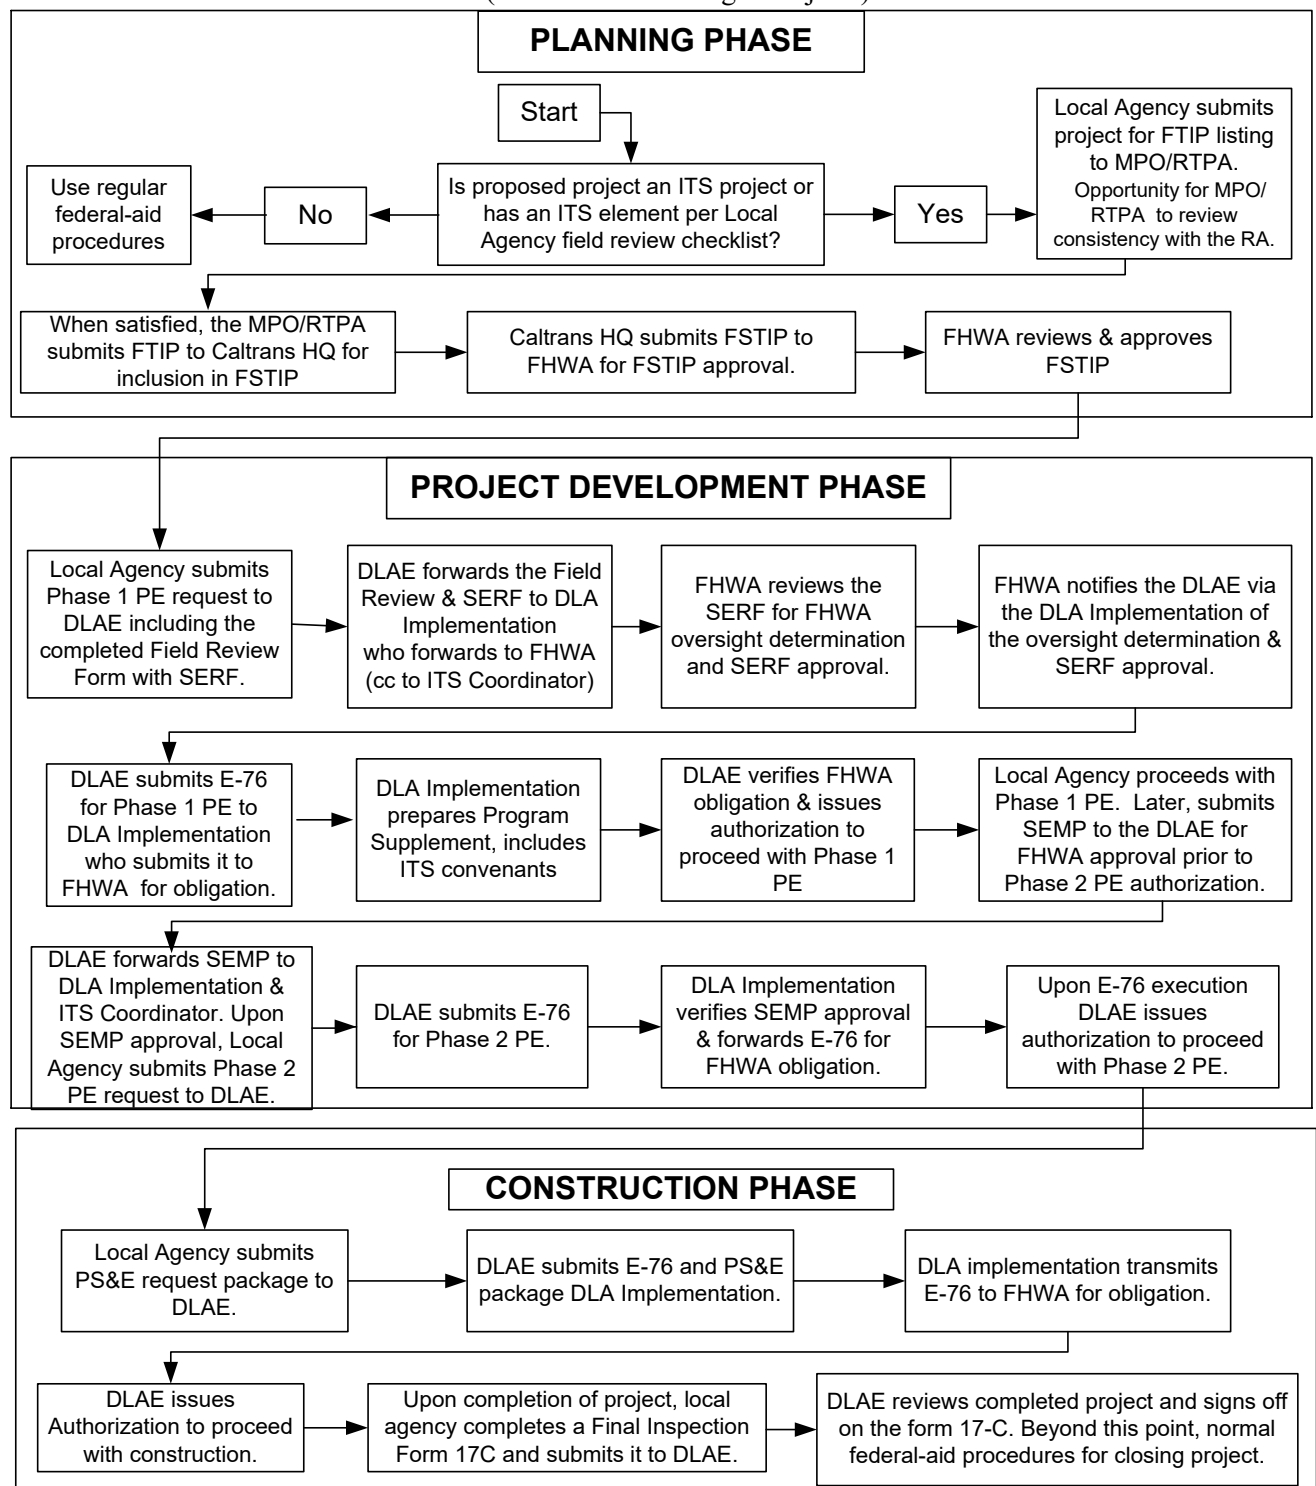 PLANNING PHASE
Start
Is proposed project an ITS project or
has an ITS element per Local
Agency field review checklist?
No
Use regular
federal-aid
procedures
Yes
Local Agency submits
project for FTIP listing
to MPO/RTPA.
Opportunity for MPO/
RTPA to review
consistency with the RA.
When satisfied, the MPO/RTPA
submits FTIP to Caltrans HQ for
inclusion in FSTIP
Caltrans HQ submits FSTIP to
FHWA for FSTIP approval.
FHWA reviews & approves
FSTIP
PROJECT DEVELOPMENT PHASE
Local Agency submits
Phase 1 PE request to
DLAE including the
completed Field Review
Form with SERF.
DLAE forwards the Field
Review & SERF to DLA
Implementation
who forwards to FHWA
(cc to ITS Coordinator)
FHWA reviews the
SERF for FHWA
oversight determination
and SERF approval.
FHWA notifies the DLAE via
the DLA Implementation of
the oversight determination &
SERF approval.
DLAE submits E-76
for Phase 1 PE to
DLA Implementation
who submits it to
FHWA for obligation.
DLA Implementation
prepares Program
Supplement, includes
ITS convenants
DLAE verifies FHWA
obligation & issues
authorization to
proceed with Phase 1
PE
Local Agency proceeds with
Phase 1 PE. Later, submits
SEMP to the DLAE for
FHWA approval prior to
Phase 2 PE authorization.
DLAE forwards SEMP to
DLA Implementation &
ITS Coordinator. Upon
SEMP approval, Local
Agency submits Phase 2
PE request to DLAE.
DLAE submits E-76
for Phase 2 PE.
DLA Implementation
verifies SEMP approval
& forwards E-76 for
FHWA obligation.
Upon E-76 execution
DLAE issues
authorization to proceed
with Phase 2 PE.
CONSTRUCTION PHASE
Local Agency submits
PS&E request package to
DLAE.
DLAE submits E-76 and PS&E
package DLA Implementation.
DLA implementation transmits
E-76 to FHWA for obligation.
DLAE issues
Authorization to proceed
with construction.
Upon completion of project, local
agency completes a Final Inspection
Form 17C and submits it to DLAE.
DLAE reviews completed project and signs off
on the form 17-C. Beyond this point, normal
federal-aid procedures for closing project.